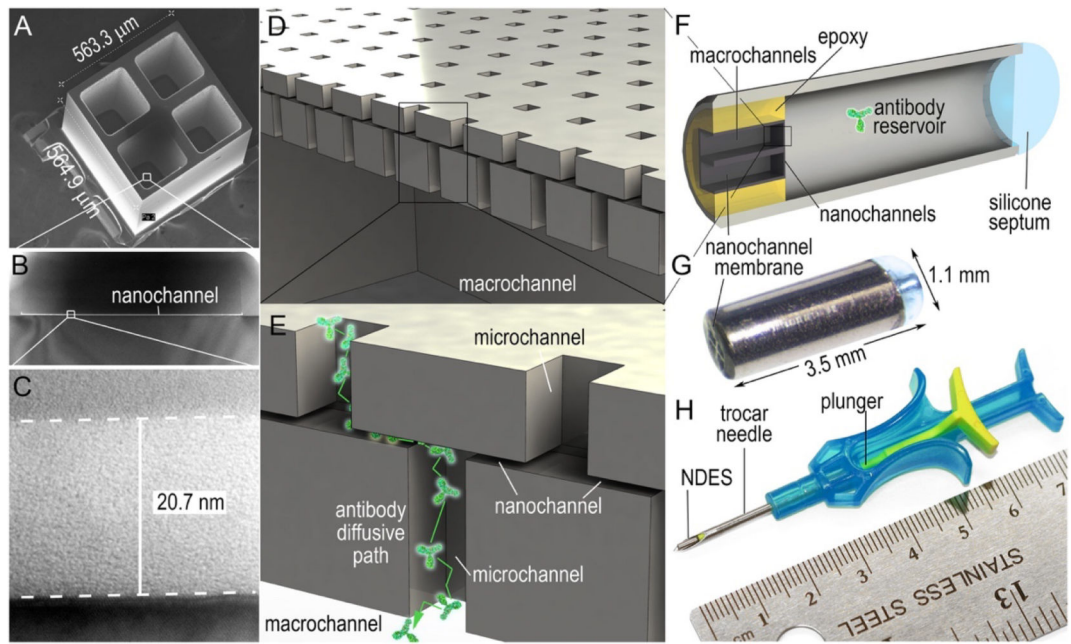 A
563.3 µm
564.9 µm
B
nanochannel
C
20.7 nm
D
macrochannel
E
microchannel
nanochannels
antibody
diffusive
path
microchannel
macrochannel
F
macrochannels
epoxy
antibody
reservoir
nanochannels
silicone
septum
nanochannel
membrane
G
1.1 mm
3.5 mm
H
plunger
trocar
needle
NDES
cm 1 2 3 4 5 6 7
STAINLESS STEEL
13